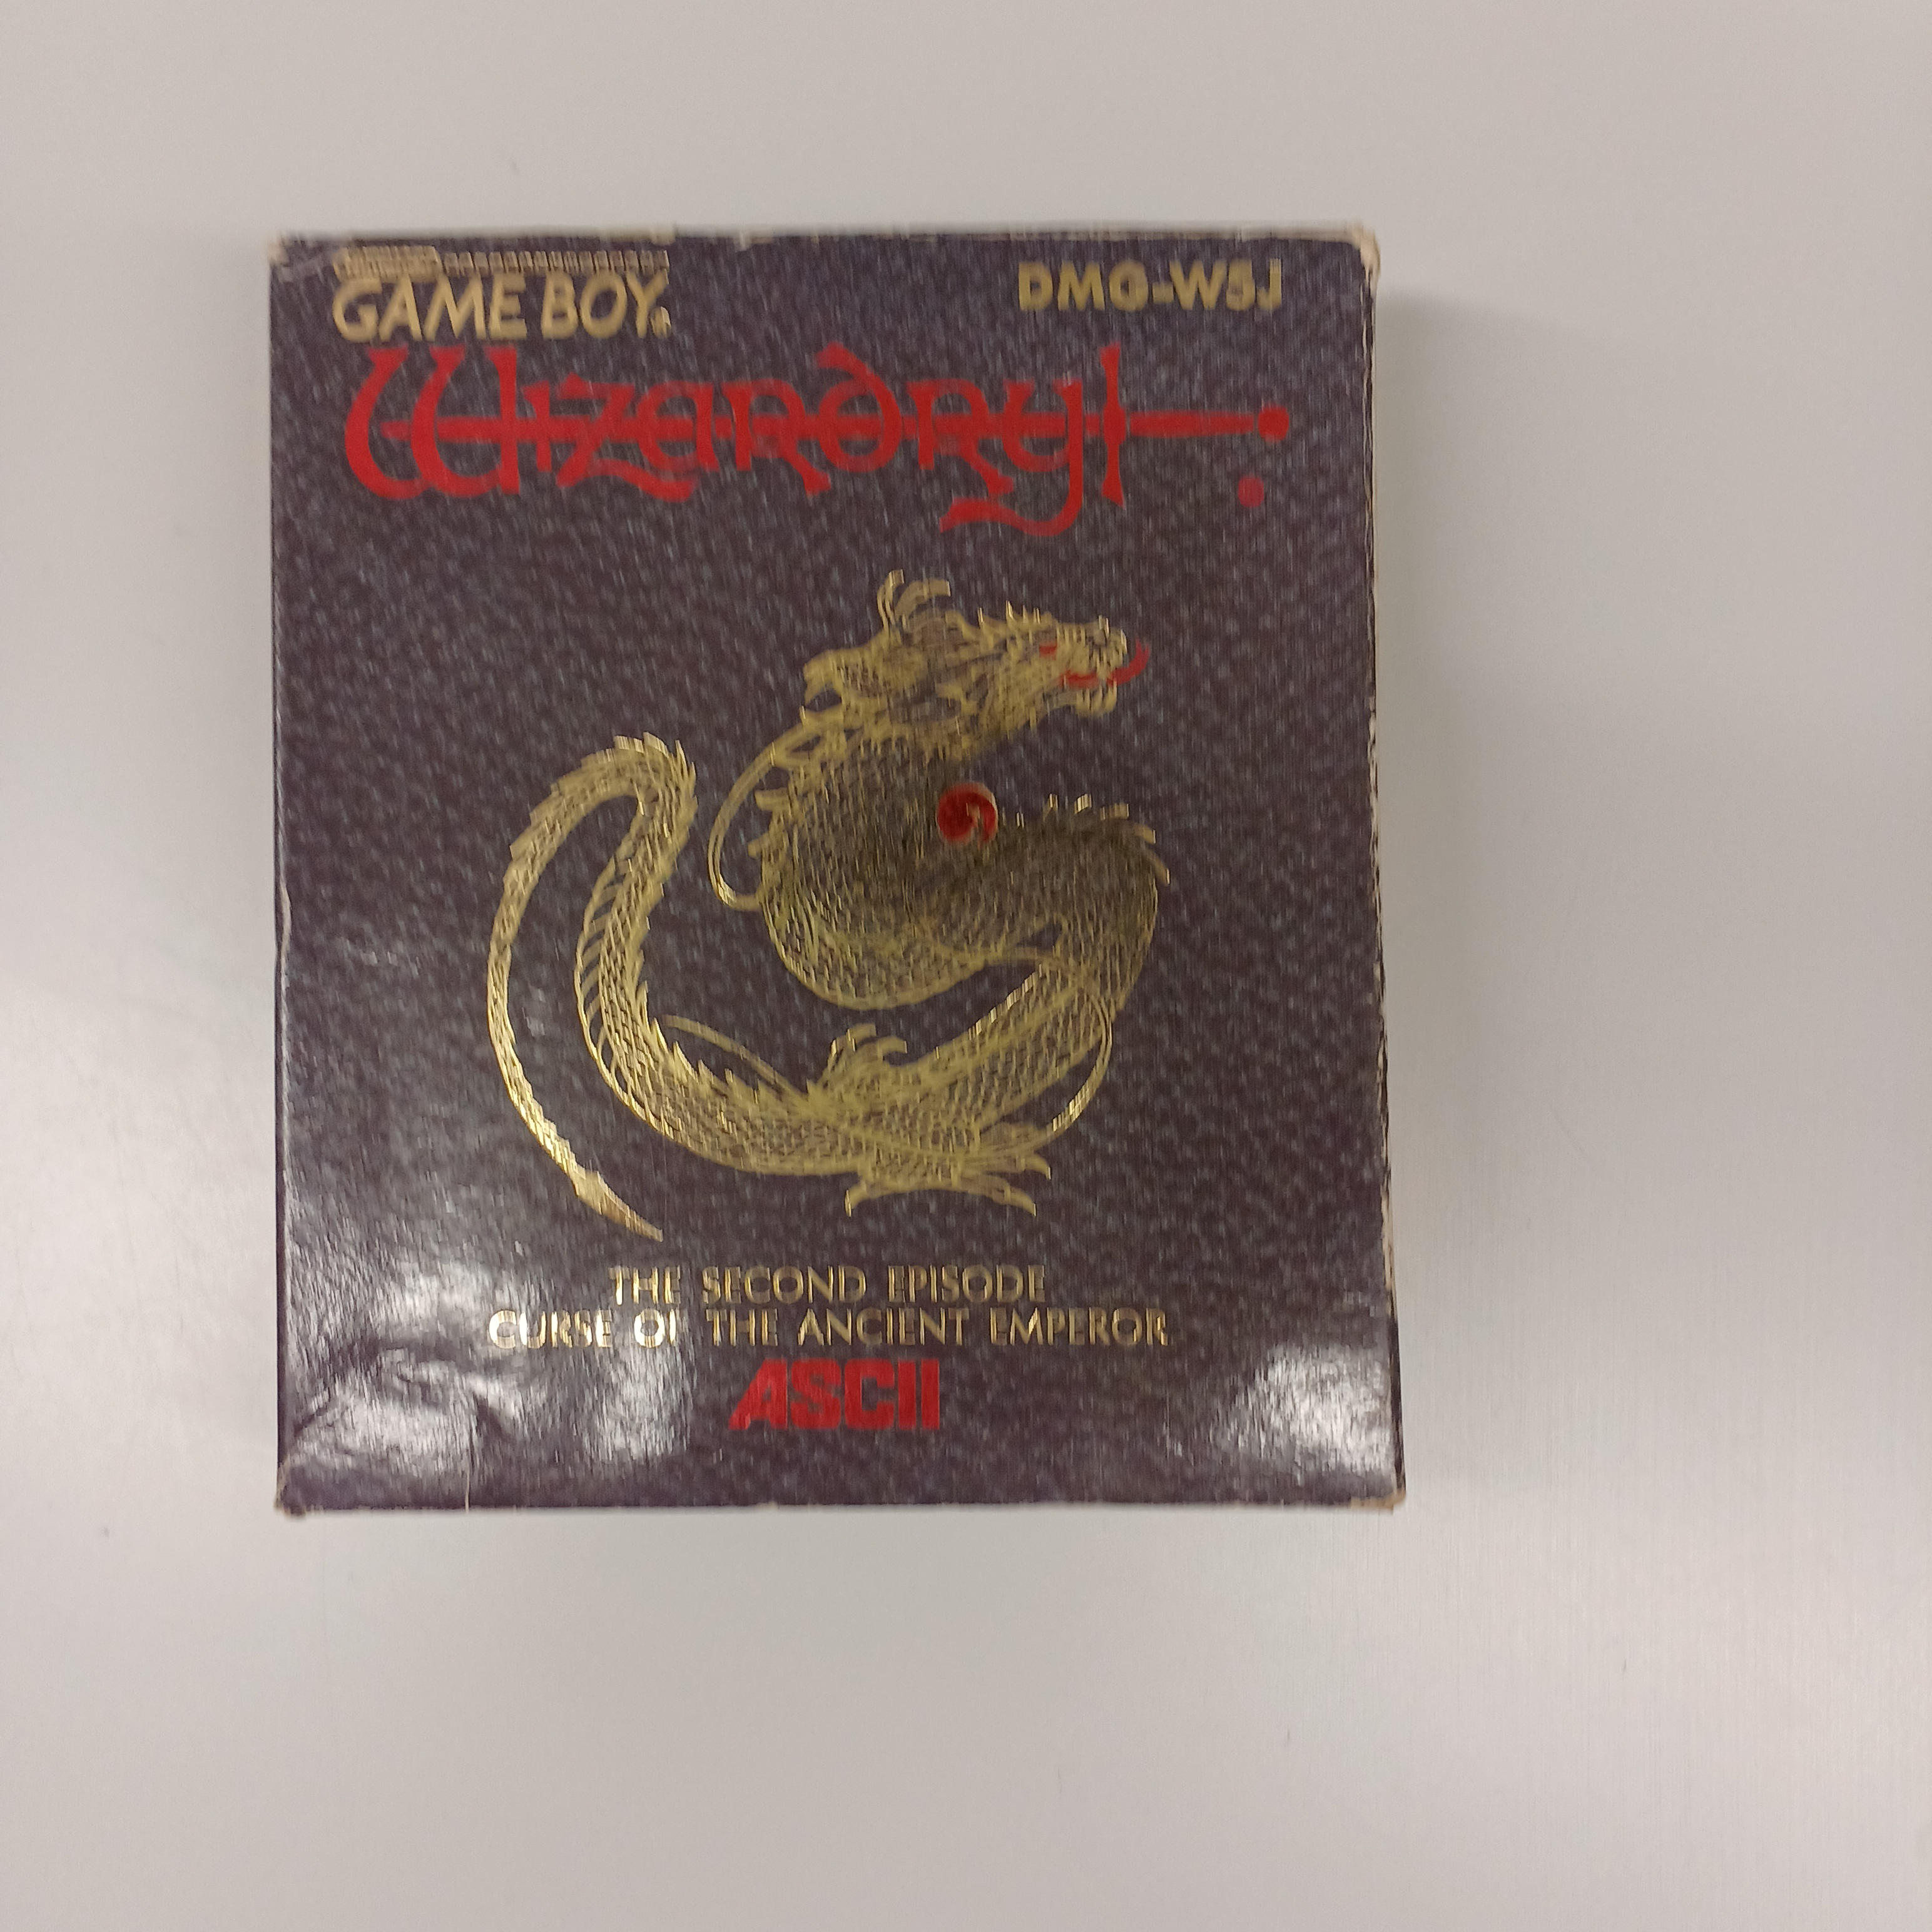 GAME BOY
DMG-W5J
Wizardry
THE SECOND EPISODE
CURSE OF THE ANCIENT EMPEROR
ASCII